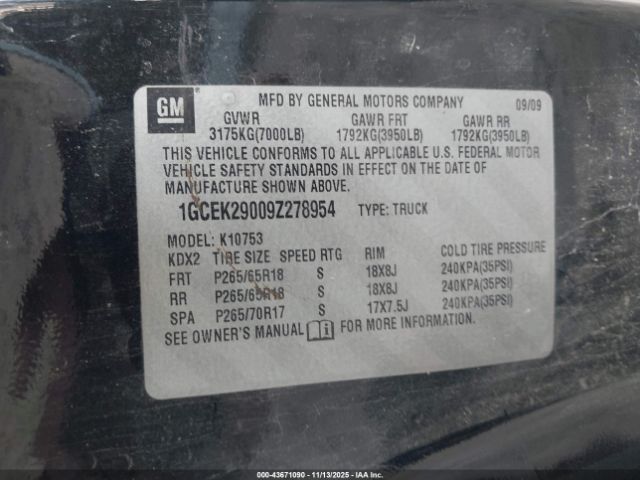 GM
MFD BY GENERAL MOTORS COMPANY 09/09
GVWR GAWR FRT GAWR RR
3175KG(7000LB) 1792KG(3950LB) 1792KG(3950LB)
THIS VEHICLE CONFORMS TO ALL APPLICABLE U.S. FEDERAL MOTOR
VEHICLE SAFETY STANDARDS IN EFFECT ON THE DATE OF
MANUFACTURE SHOWN ABOVE.
1GCEK29009Z278954 TYPE: TRUCK
MODEL: K10753
KDX2 TIRE SIZE SPEED RTG RIM COLD TIRE PRESSURE
FRT P265/65R18 S 18X8J 240KPA(35PSI)
RR P265/65R18 S 18X8J 240KPA(35PSI)
SPA P265/70R17 S 17X7.5J 240KPA(35PSI)
SEE OWNER'S MANUAL FOR MORE INFORMATION.
000-43671090 - 11/13/2025 - IAAI.COM